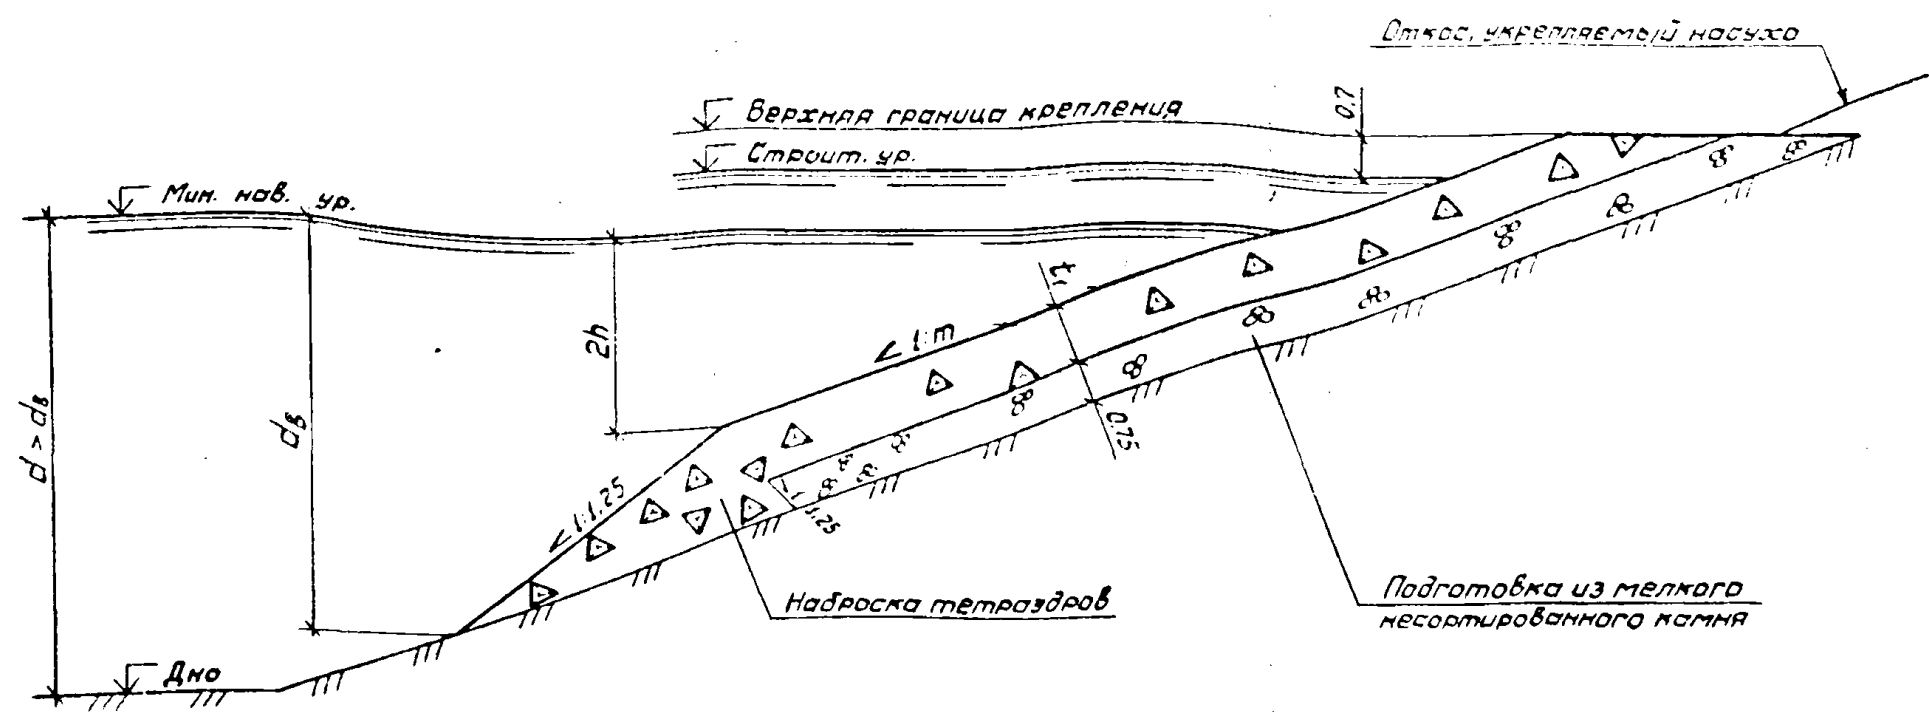 Откос, укрепляемый насухо
0.7
Верхняя граница крепления
Строит. ур.
Мин. нав. ур.
t
2h
1:m
d > dв
dв
0.75
1:1.25
1:1.25
Наброска тетраэдров
Подготовка из мелкого
несортированного камня
Дно